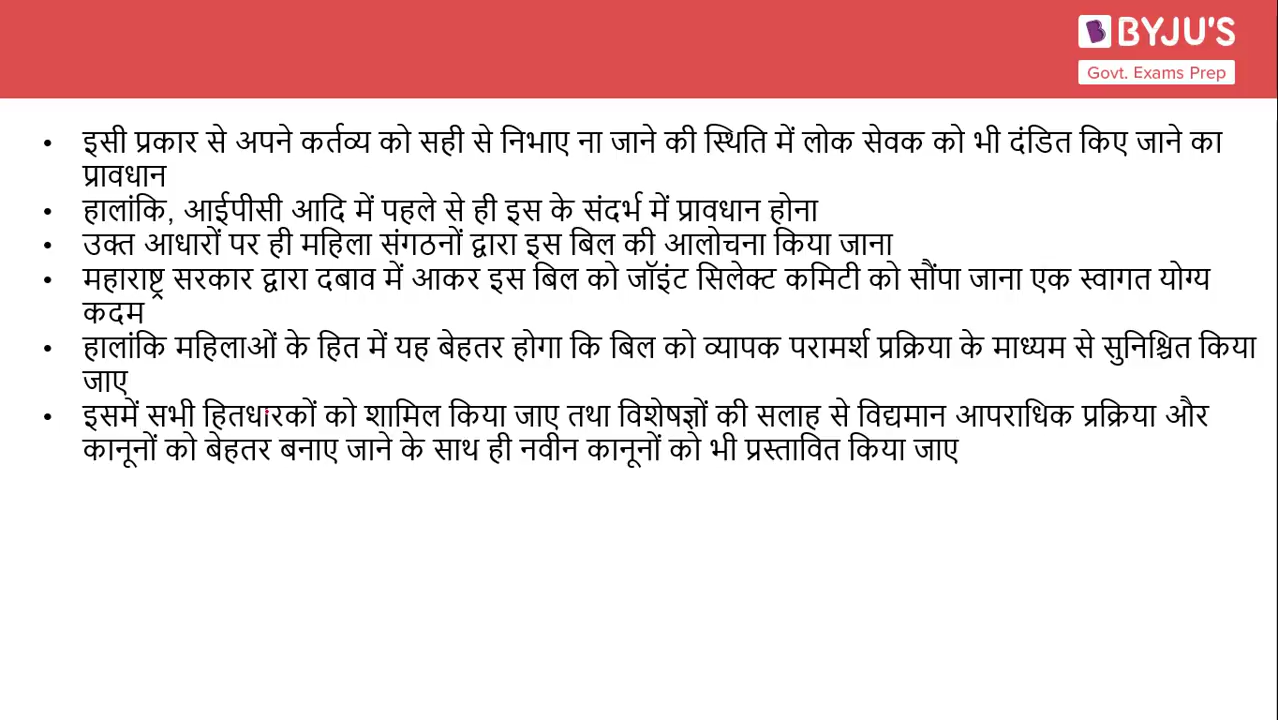 BYJU'S
Govt. Exams Prep
• इसी प्रकार से अपने कर्तव्य को सही से निभाए ना जाने की स्थिति में लोक सेवक को भी दंडित किए जाने का
प्रावधान
• हालांकि, आईपीसी आदि में पहले से ही इस के संदर्भ में प्रावधान होना
• उक्त आधारों पर ही महिला संगठनों द्वारा इस बिल की आलोचना किया जाना
• महाराष्ट्र सरकार द्वारा दबाव में आकर इस बिल को जॉइंट सिलेक्ट कमिटी को सौंपा जाना एक स्वागत योग्य
कदम
• हालांकि महिलाओं के हित में यह बेहतर होगा कि बिल को व्यापक परामर्श प्रक्रिया के माध्यम से सुनिश्चित किया
जाए
• इसमें सभी हितधारकों को शामिल किया जाए तथा विशेषज्ञों की सलाह से विद्यमान आपराधिक प्रक्रिया और
कानूनों को बेहतर बनाए जाने के साथ ही नवीन कानूनों को भी प्रस्तावित किया जाए